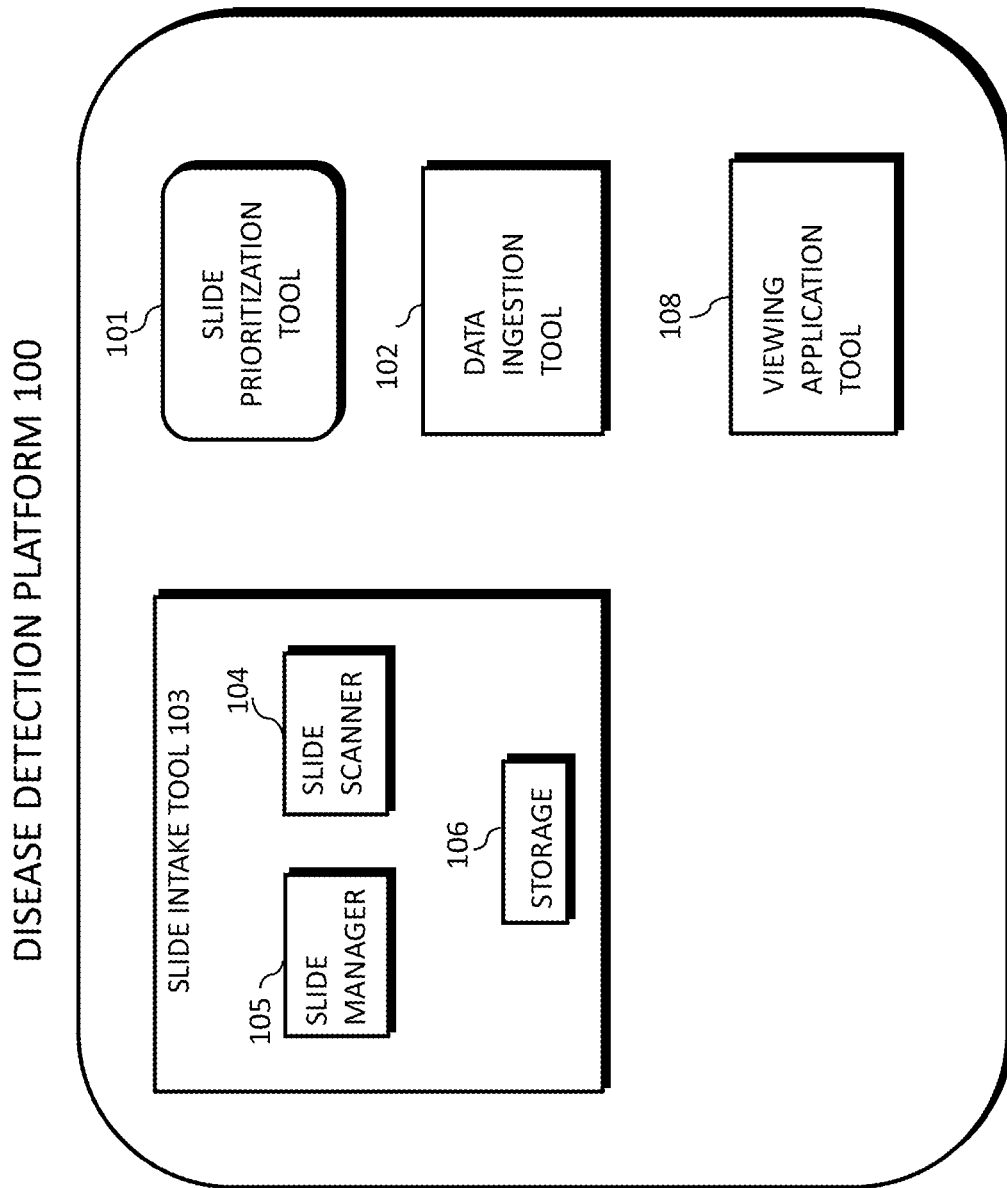 DISEASE DETECTION PLATFORM 100
SLIDE INTAKE TOOL 103
105
SLIDE
MANAGER
104
SLIDE
SCANNER
106
STORAGE
101
SLIDE
PRIORITIZATION
TOOL
102
DATA
INGESTION
TOOL
108
VIEWING
APPLICATION
TOOL